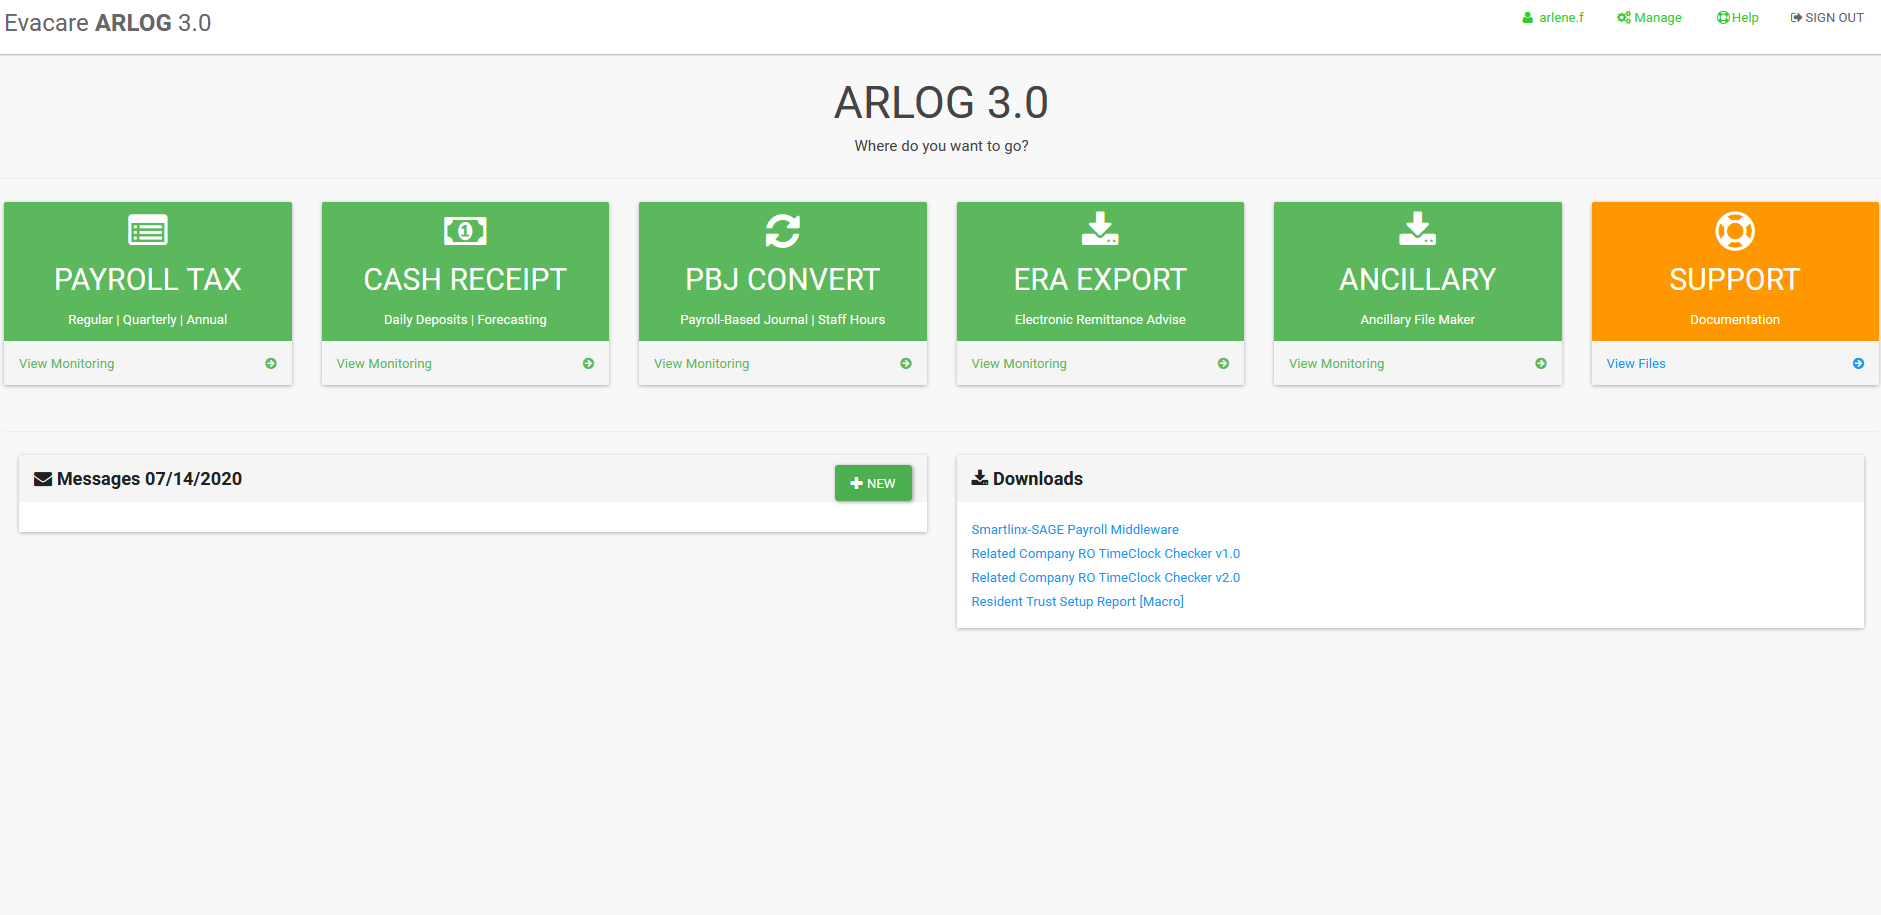 Evacare ARLOG 3.0
arlene.f
Manage
Help
SIGN OUT
ARLOG 3.0
Where do you want to go?
PAYROLL TAX
Regular | Quarterly | Annual
View Monitoring
1
CASH RECEIPT
Daily Deposits | Forecasting
View Monitoring
PBJ CONVERT
Payroll-Based Journal | Staff Hours
View Monitoring
ERA EXPORT
Electronic Remittance Advise
View Monitoring
ANCILLARY
Ancillary File Maker
View Monitoring
SUPPORT
Documentation
View Files
Messages 07/14/2020
NEW
Downloads
Smartlinx-SAGE Payroll Middleware
Related Company RO TimeClock Checker v1.0
Related Company RO TimeClock Checker v2.0
Resident Trust Setup Report [Macro]